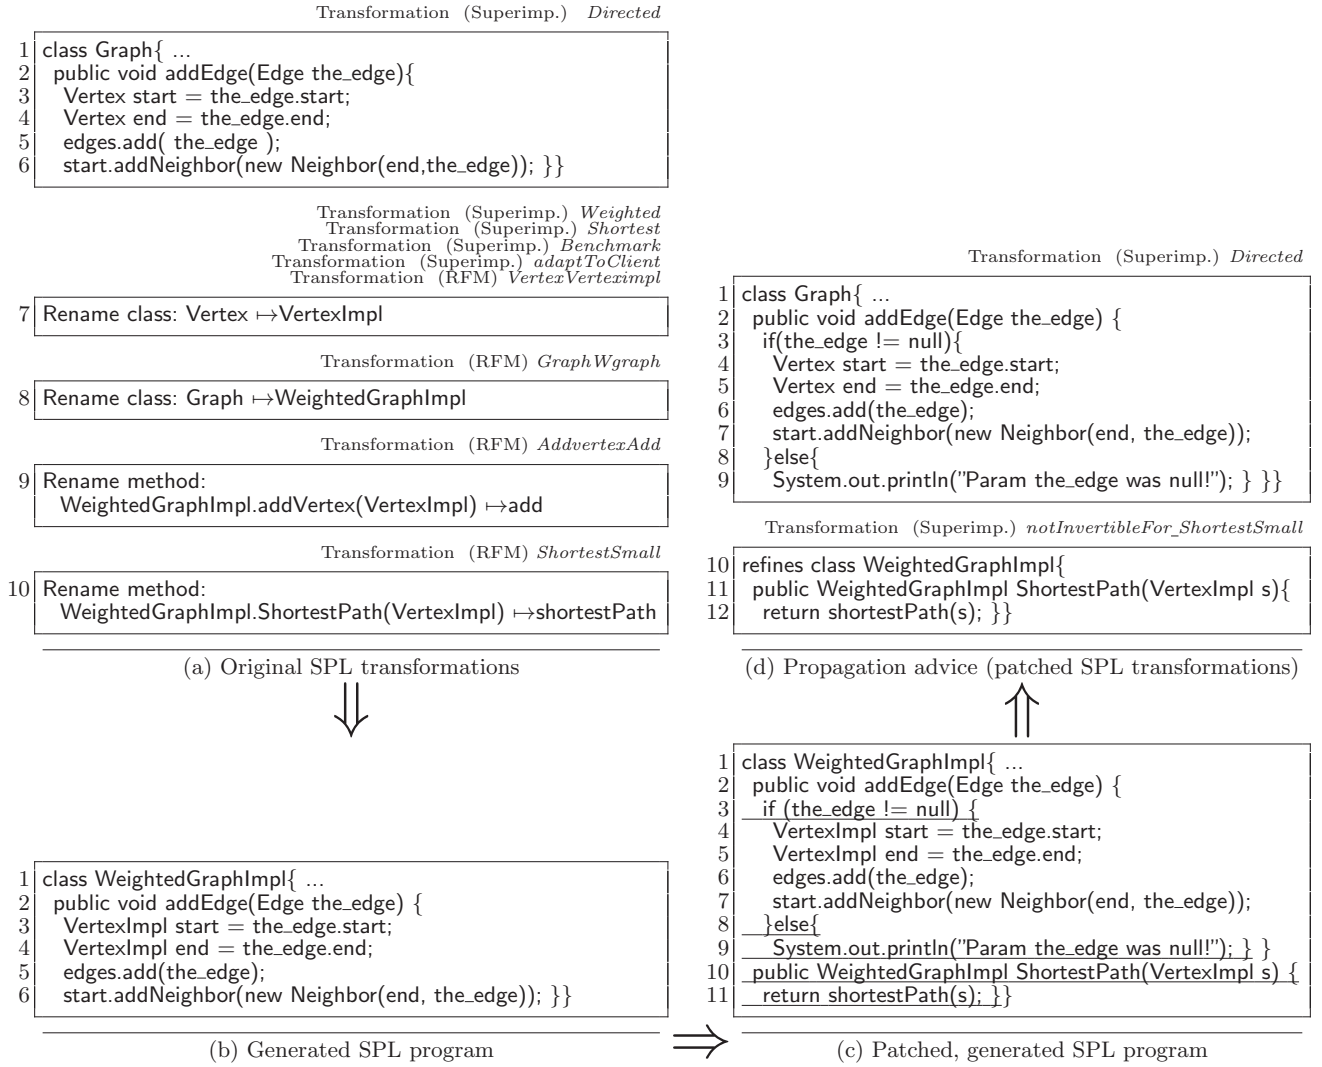 Transformation (Superimp.) Directed
1 class Graph{ ...
2 public void addEdge(Edge the_edge){
3 Vertex start = the_edge.start;
4 Vertex end = the_edge.end;
5 edges.add( the_edge );
6 start.addNeighbor(new Neighbor(end,the_edge)); }}
Transformation (Superimp.) Weighted
Transformation (Superimp.) Shortest
Transformation (Superimp.) Benchmark
Transformation (Superimp.) adaptToClient
Transformation (RFM) VertexVerteximpl
7 Rename class: Vertex ↦VertexImpl
Transformation (RFM) GraphWgraph
8 Rename class: Graph ↦WeightedGraphImpl
Transformation (RFM) AddvertexAdd
9 Rename method:
WeightedGraphImpl.addVertex(VertexImpl) ↦add
Transformation (RFM) ShortestSmall
10 Rename method:
WeightedGraphImpl.ShortestPath(VertexImpl) ↦shortestPath
(a) Original SPL transformations
⇓
1 class WeightedGraphImpl{ ...
2 public void addEdge(Edge the_edge) {
3 VertexImpl start = the_edge.start;
4 VertexImpl end = the_edge.end;
5 edges.add(the_edge);
6 start.addNeighbor(new Neighbor(end, the_edge)); }}
(b) Generated SPL program
⇒
Transformation (Superimp.) Directed
1 class Graph{ ...
2 public void addEdge(Edge the_edge) {
3 if(the_edge != null){
4 Vertex start = the_edge.start;
5 Vertex end = the_edge.end;
6 edges.add(the_edge);
7 start.addNeighbor(new Neighbor(end, the_edge));
8 }else{
9 System.out.println("Param the_edge was null!"); } }}
Transformation (Superimp.) notInvertibleFor_ShortestSmall
10 refines class WeightedGraphImpl{
11 public WeightedGraphImpl ShortestPath(VertexImpl s){
12 return shortestPath(s); }}
(d) Propagation advice (patched SPL transformations)
⇑
1 class WeightedGraphImpl{ ...
2 public void addEdge(Edge the_edge) {
3 if (the_edge != null) {
4 VertexImpl start = the_edge.start;
5 VertexImpl end = the_edge.end;
6 edges.add(the_edge);
7 start.addNeighbor(new Neighbor(end, the_edge));
8 }else{
9 System.out.println("Param the_edge was null!"); } }
10 public WeightedGraphImpl ShortestPath(VertexImpl s) {
11 return shortestPath(s); }}
(c) Patched, generated SPL program